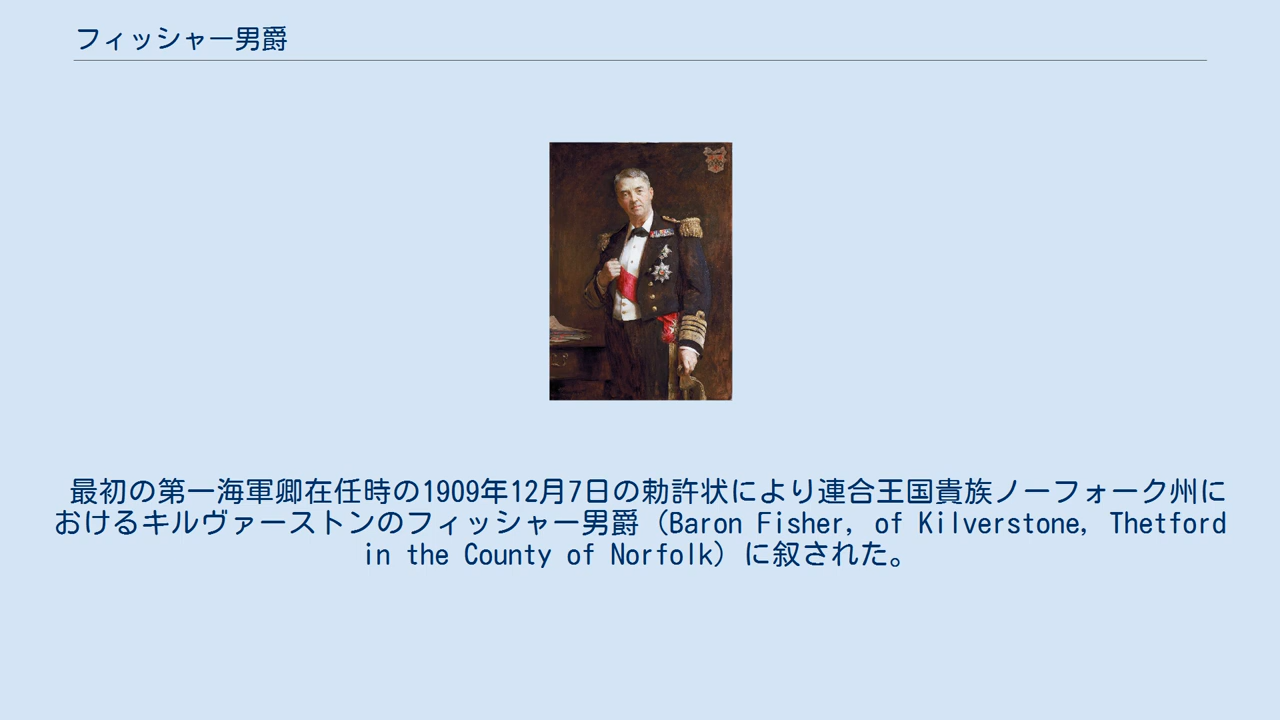 フィッシャー男爵
最初の第一海軍卿在任時の1909年12月7日の勅許状により連合王国貴族ノーフォーク州に
おけるキルヴァーストンのフィッシャー男爵（Baron Fisher, of Kilverstone, Thetford
in the County of Norfolk）に叙された。